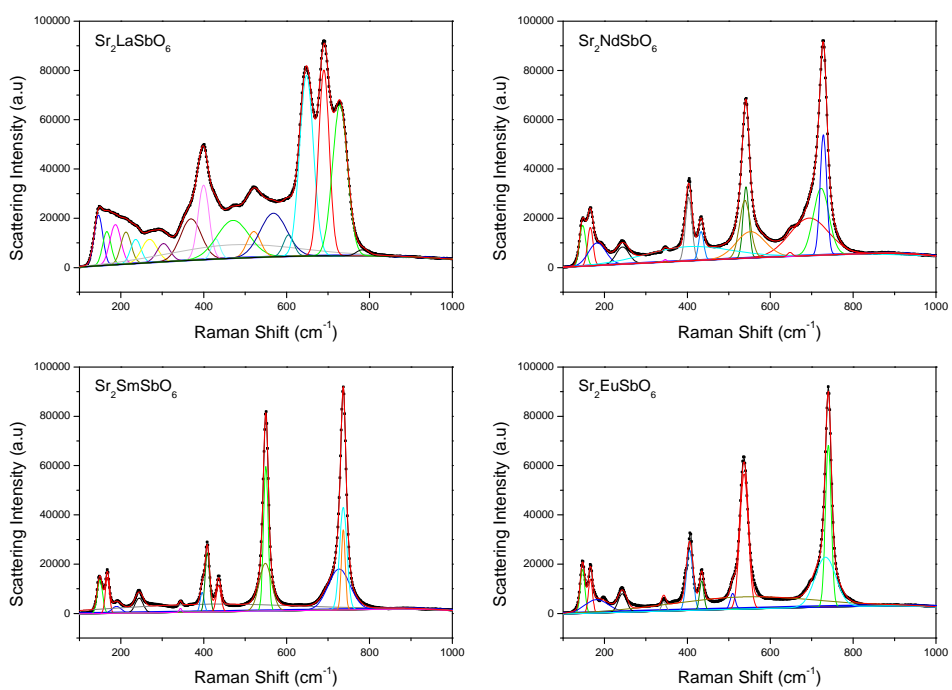 Sr₂LaSbO₆
100000
80000
60000
40000
20000
0
Scattering Intensity (a.u)
200 400 600 800 1000
Raman Shift (cm⁻¹)
Sr₂NdSbO₆
100000
80000
60000
40000
20000
0
Scattering Intensity (a.u)
200 400 600 800 1000
Raman Shift (cm⁻¹)
Sr₂SmSbO₆
100000
80000
60000
40000
20000
0
Scattering Intensity (a.u)
200 400 600 800 1000
Raman Shift (cm⁻¹)
Sr₂EuSbO₆
100000
80000
60000
40000
20000
0
Scattering Intensity (a.u)
200 400 600 800 1000
Raman Shift (cm⁻¹)